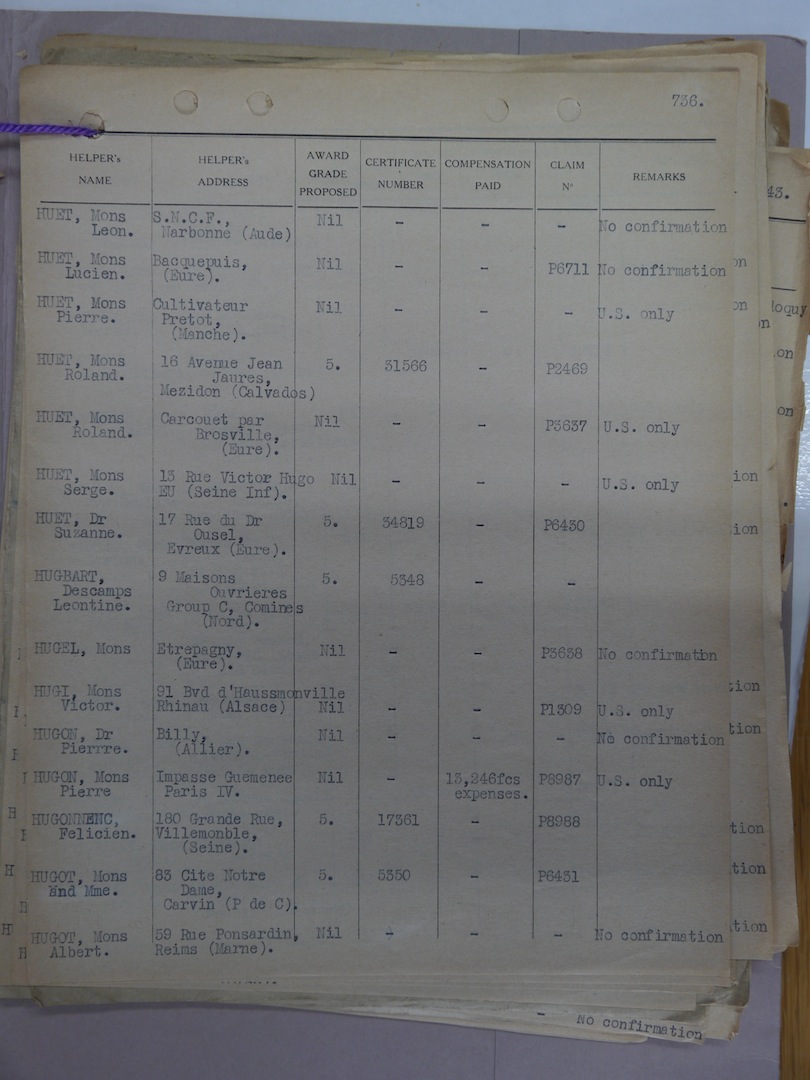 736.
HELPER's NAME HELPER's ADDRESS AWARD GRADE PROPOSED CERTIFICATE NUMBER COMPENSATION PAID CLAIM Nº REMARKS
HUET, Mons S.N.C.F., Nil - - - No confirmation
Leon. Narbonne (Aude)
HUET, Mons Bacquepuis, Nil - - P6711 No confirmation
Lucien. (Eure).
HUET, Mons Cultivateur Nil - - - U.S. only
Pierre. Pretot,
(Manche).
HUET, Mons 16 Avenue Jean 5. 31566 - P2469
Roland. Jaures,
Mezidon (Calvados)
HUET, Mons Carcouet par Nil - - P3637 U.S. only
Roland. Brosville,
(Eure).
HUET, Mons 13 Rue Victor Hugo Nil - - - U.S. only
Serge. EU (Seine Inf).
HUET, Dr 17 Rue du Dr 5. 34819 - P6430
Suzanne. Ousel,
Evreux (Eure).
HUGBART, 9 Maisons 5. 5348 - -
Descamps Ouvrieres
Leontine. Group C, Comines
(Nord).
HUGEL, Mons Etrepagny, Nil - - P3638 No confirmatbn
(Eure).
HUGI, Mons 91 Bvd d'Haussmonville
Victor. Rhinau (Alsace) Nil - - P1309 U.S. only
HUGON, Dr Billy, Nil - - - No confirmation
Pierrre. (Allier).
HUGON, Mons Impasse Guemenee Nil - 13,246fcs P8987 U.S. only
Pierre Paris IV. expenses.
HUGONNENC, 180 Grande Rue, 5. 17361 - P8988
Felicien. Villemonble,
(Seine).
HUGOT, Mons 83 Cite Notre 5. 5350 - P6431
End Mme. Dame,
Carvin (P de C).
HUGOT, Mons 59 Rue Ponsardin, Nil - - - No confirmation
Albert. Reims (Marne).
- No confirmation